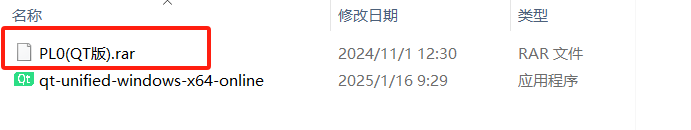 名称 修改日期 类型
PL0(QT版).rar 2024/11/1 12:30 RAR 文件
Qt qt-unified-windows-x64-online 2025/1/16 9:29 应用程序